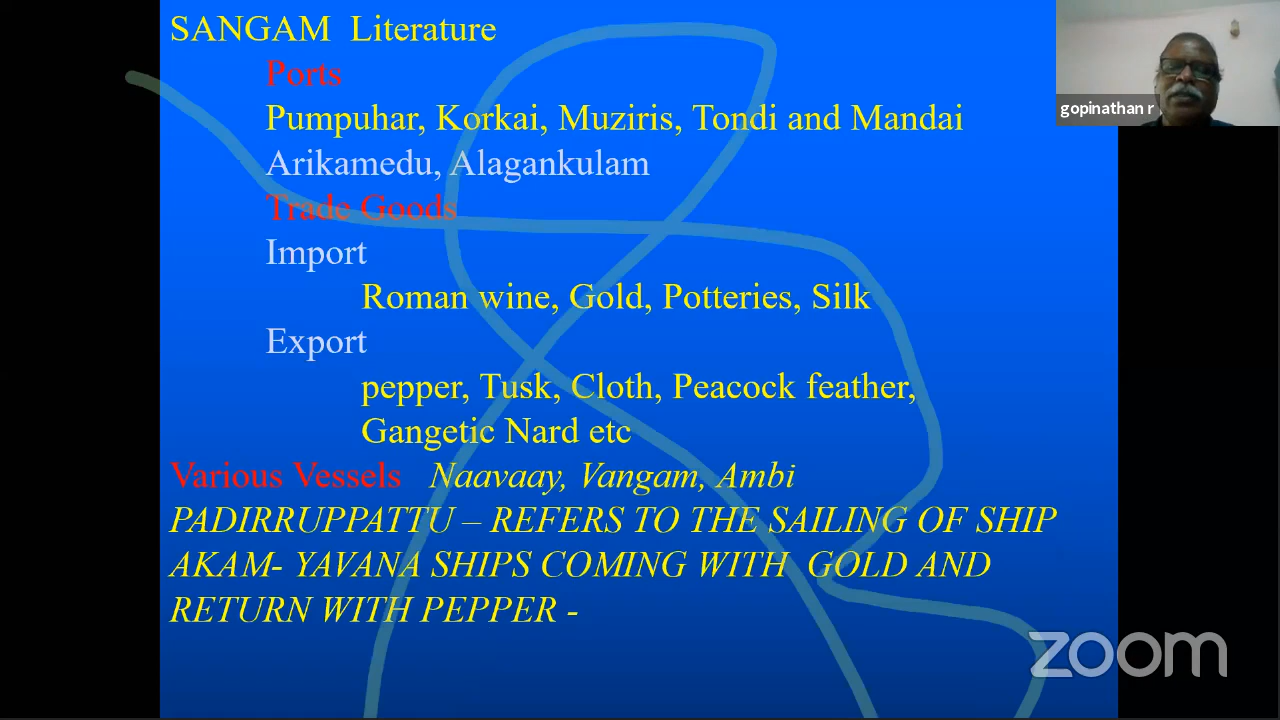 SANGAM Literature
Ports
Pumpuhar, Korkai, Muziris, Tondi and Mandai
Arikamedu, Alagankulam
Trade Goods
Import
Roman wine, Gold, Potteries, Silk
Export
pepper, Tusk, Cloth, Peacock feather,
Gangetic Nard etc
Various Vessels Naavaay, Vangam, Ambi
PADIRRUPPATTU – REFERS TO THE SAILING OF SHIP
AKAM- YAVANA SHIPS COMING WITH GOLD AND
RETURN WITH PEPPER -
gopinathan r
zoom